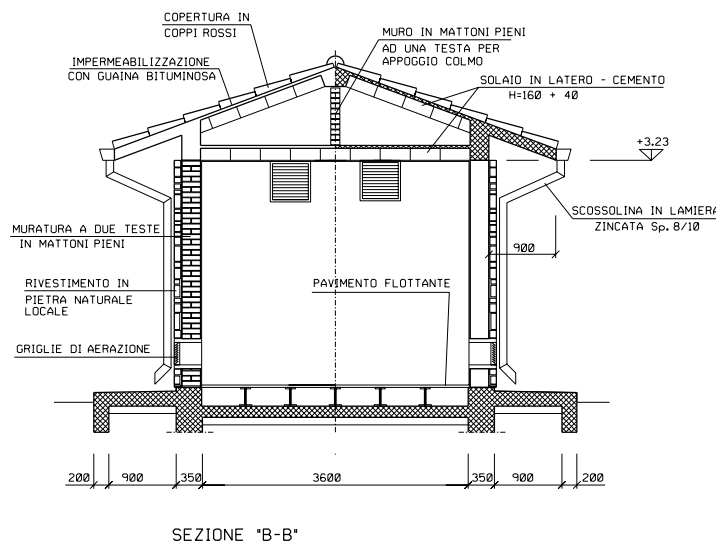 COPERTURA IN
COPPI ROSSI
MURO IN MATTONI PIENI
AD UNA TESTA PER
APPOGGIO COLMO
IMPERMEABILIZZAZIONE
CON GUAINA BITUMINOSA
SOLAIO IN LATERO - CEMENTO
H=160 + 40
+3.23
SCOSSOLINA IN LAMIERA
ZINCATA Sp. 8/10
MURATURA A DUE TESTE
IN MATTONI PIENI
900
RIVESTIMENTO IN
PIETRA NATURALE
LOCALE
PAVIMENTO FLOTTANTE
GRIGLIE DI AERAZIONE
200 900 350 3600 350 900 200
SEZIONE "B-B"